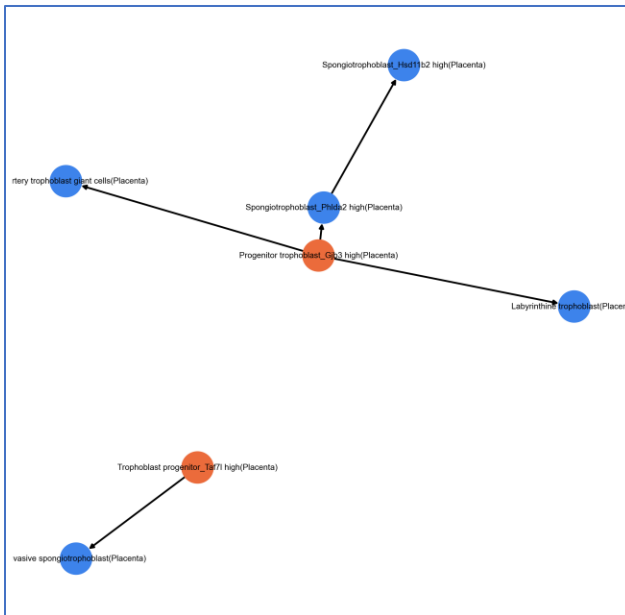 Spongiotrophoblast_Hsd11b2 high(Placenta)
rtery trophoblast giant cells(Placenta)
Spongiotrophoblast_Phlda2 high(Placenta)
Progenitor trophoblast_Gjb3 high(Placenta)
Labyrinthine trophoblast(Placen
Trophoblast progenitor_Taf7l high(Placenta)
vasive spongiotrophoblast(Placenta)